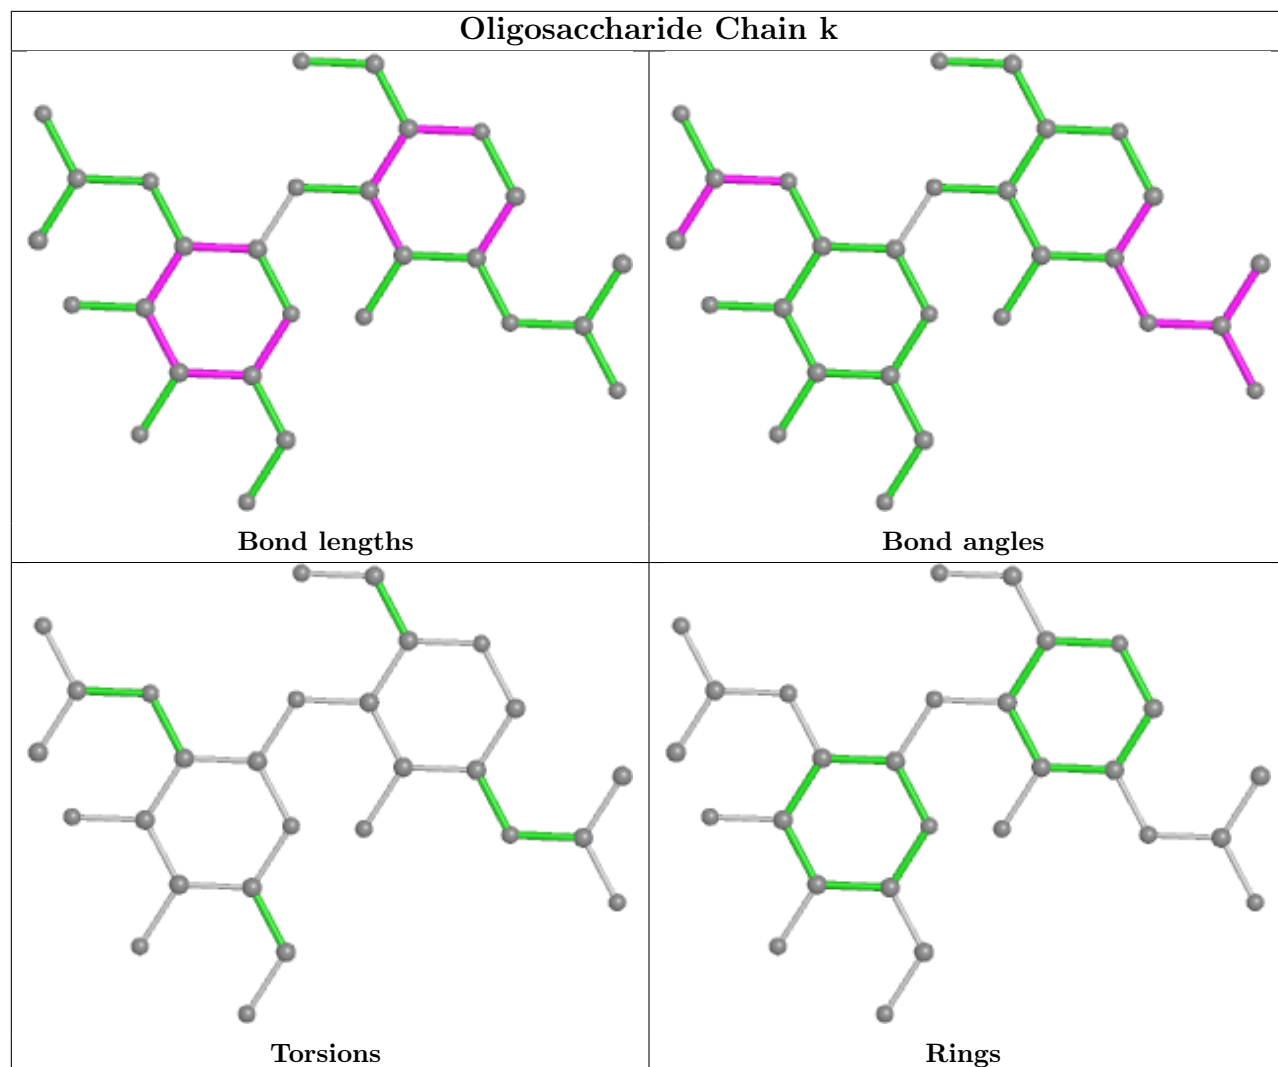 Oligosaccharide Chain k
Bond lengths
Bond angles
Torsions
Rings